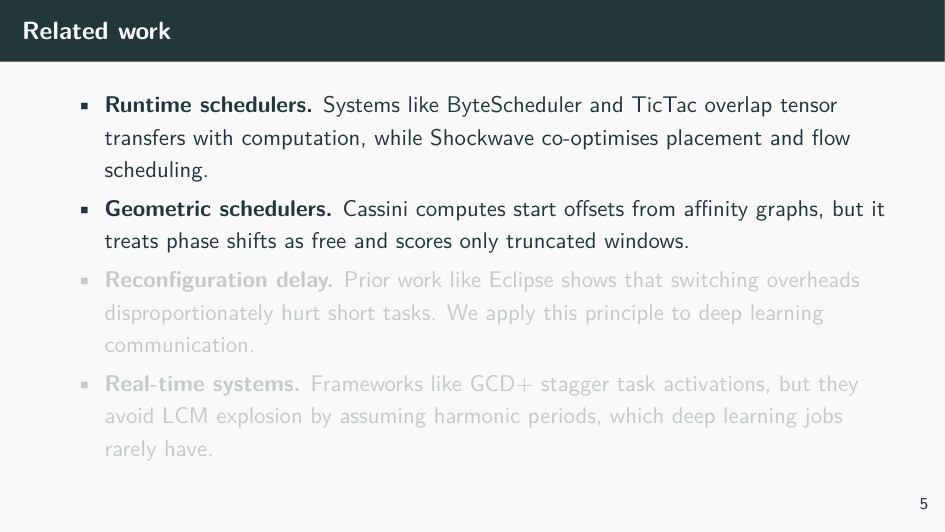 Related work
▪ Runtime schedulers. Systems like ByteScheduler and TicTac overlap tensor
transfers with computation, while Shockwave co-optimises placement and flow
scheduling.
▪ Geometric schedulers. Cassini computes start offsets from affinity graphs, but it
treats phase shifts as free and scores only truncated windows.
▪ Reconfiguration delay. Prior work like Eclipse shows that switching overheads
disproportionately hurt short tasks. We apply this principle to deep learning
communication.
▪ Real-time systems. Frameworks like GCD+ stagger task activations, but they
avoid LCM explosion by assuming harmonic periods, which deep learning jobs
rarely have.
5